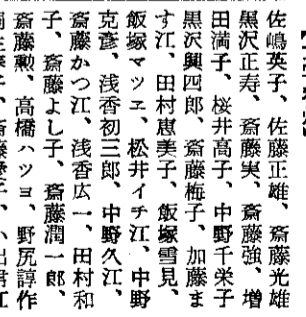 佐嶋英子、佐藤正雄、斎藤光雄
黒沢正寿、斎藤実、斎藤強、増
田満子、桜井高子、中野千栄子
黒沢興四郎、斎藤梅子、加藤ま
す江、田村恵美子、飯塚雪見、
飯塚マツエ、松井イチ江、中野
克彦、浅香初三郎、中野久江、
斎藤かつ江、浅香広一、田村和
子、斎藤よし子、斎藤潤一郎、
斎藤勲、高橋ハツヨ、野尻諄作